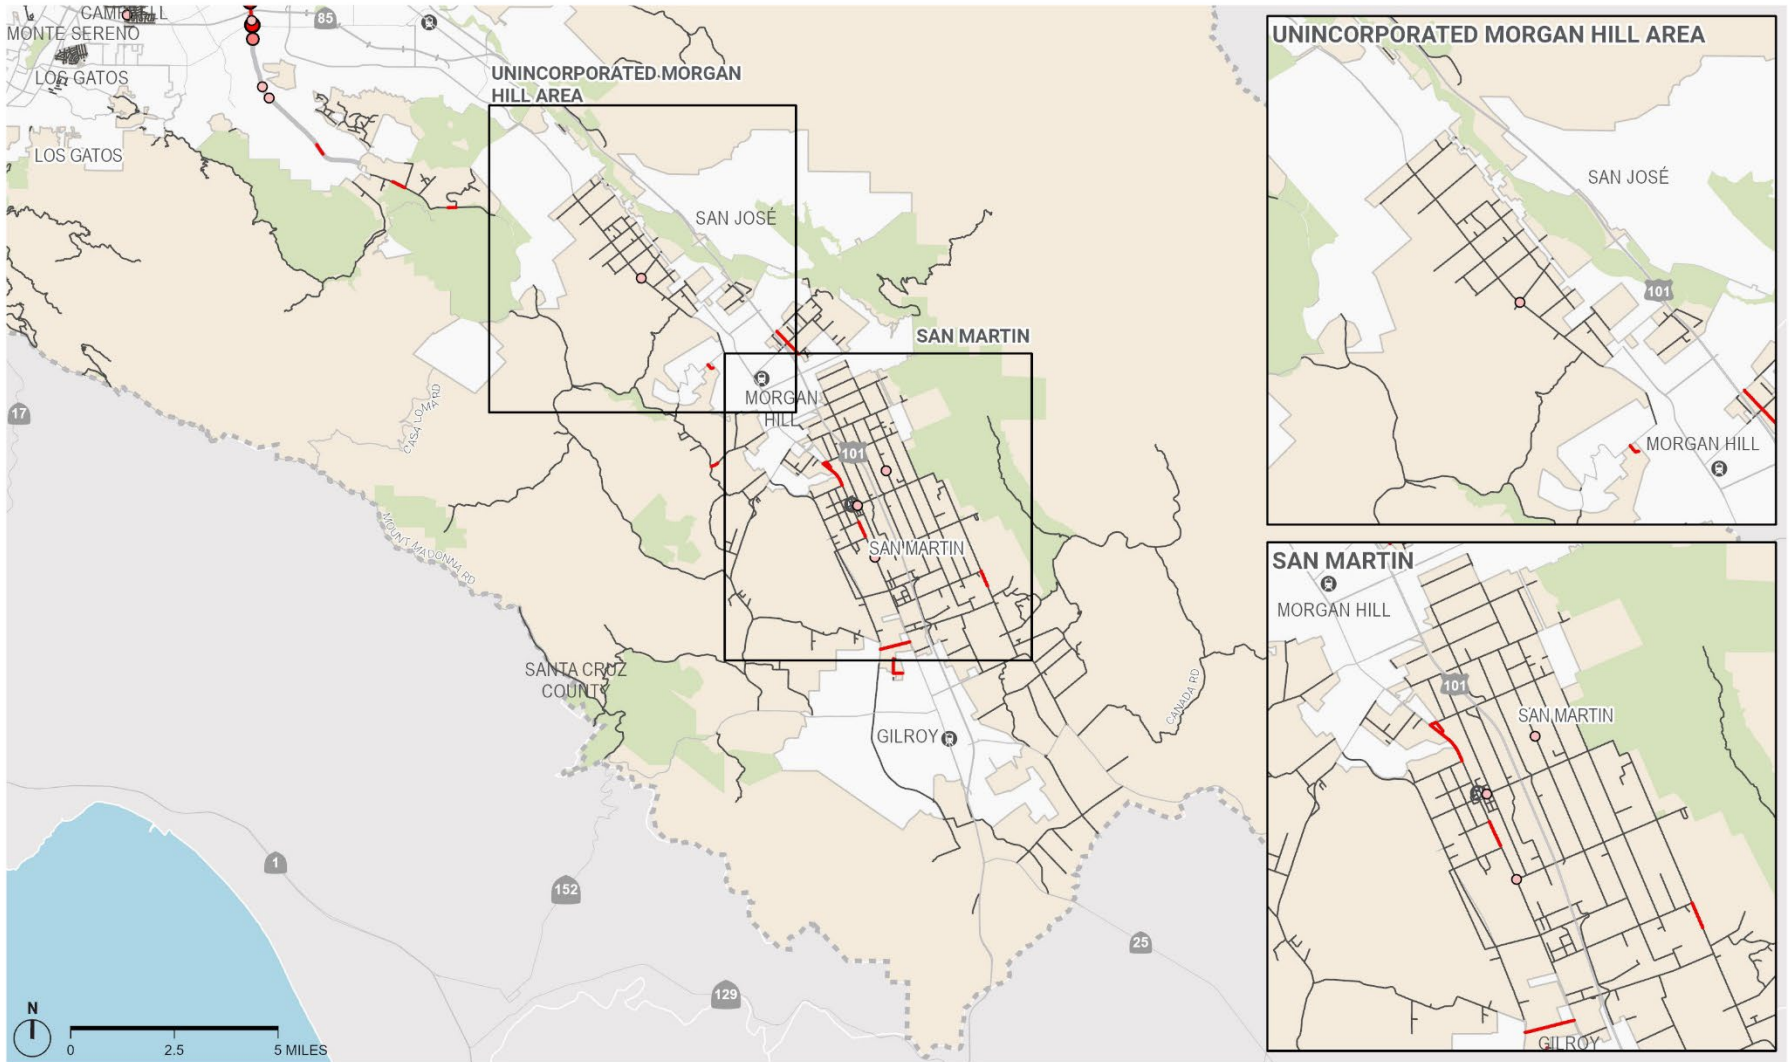 CAMPBELL
MONTE SERENO
85
LOS GATOS
LOS GATOS
UNINCORPORATED MORGAN
HILL AREA
SAN JOSÉ
SAN MARTIN
MORGAN
HILL
101
SAN MARTIN
17
CASA LOMA RD
MOUNT MADONNA RD
SANTA CRUZ
COUNTY
CANADA RD
GILROY
1
152
25
129
N
0
2.5
5 MILES
UNINCORPORATED MORGAN HILL AREA
SAN JOSÉ
101
MORGAN HILL
SAN MARTIN
MORGAN HILL
101
SAN MARTIN
GILROY